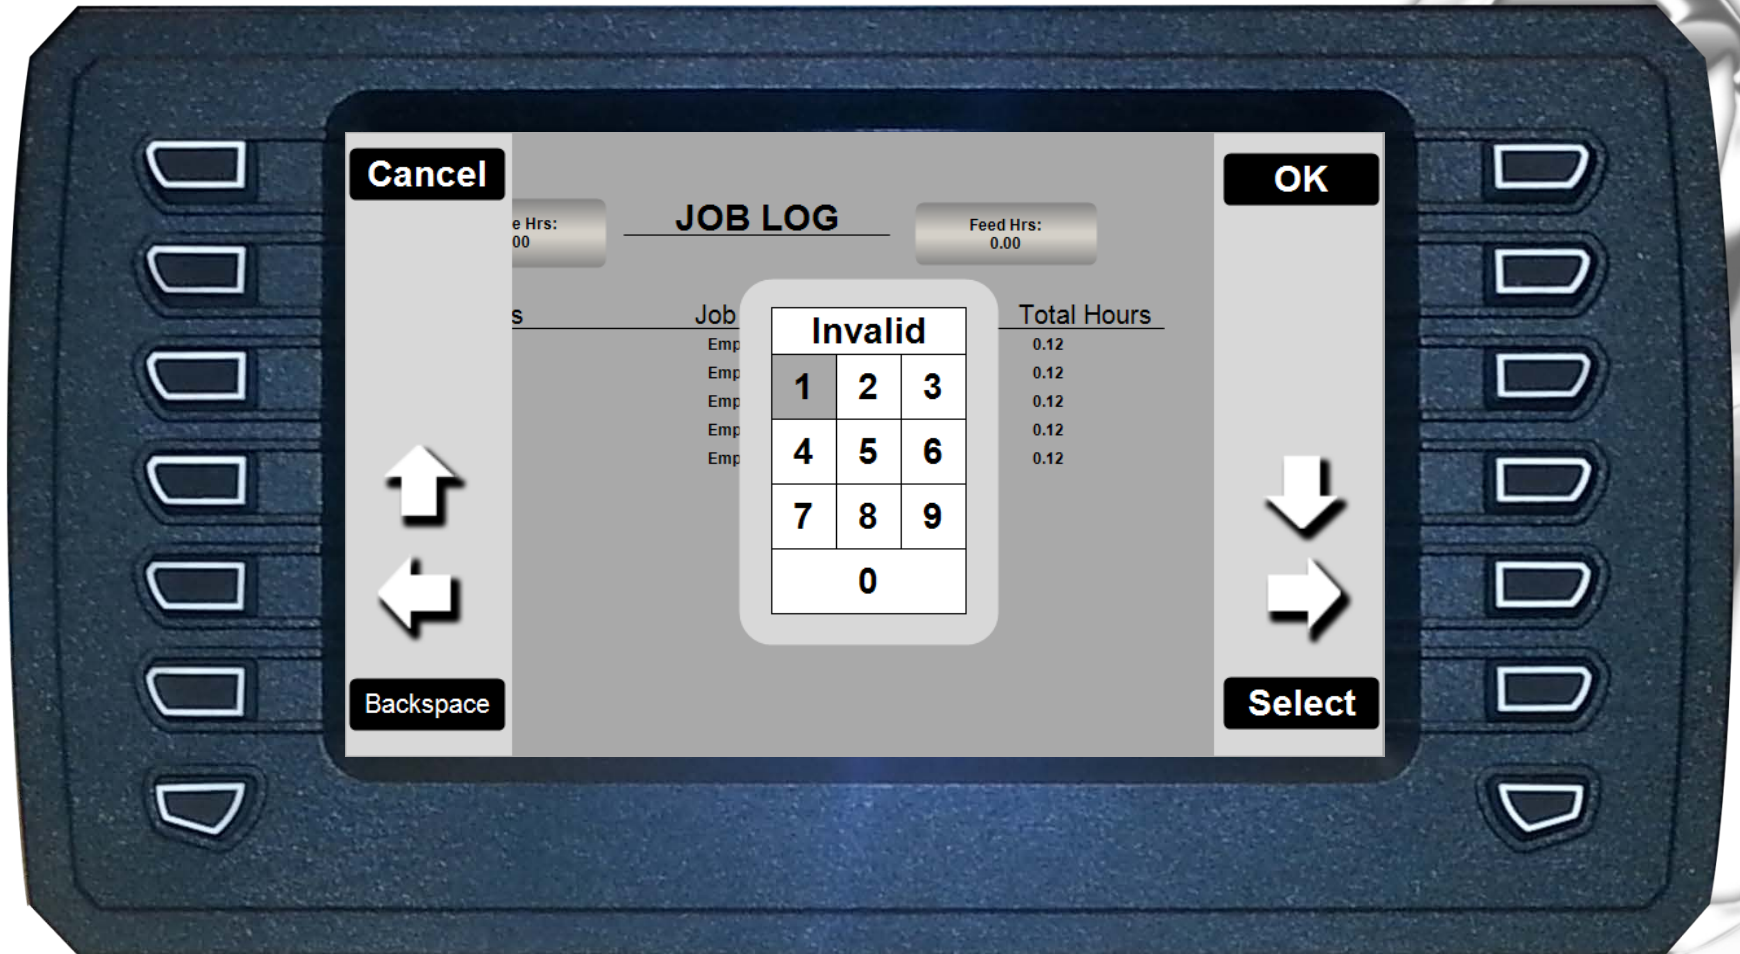 Cancel
OK
e Hrs:
00
JOB LOG
Feed Hrs:
0.00
s
Job
Total Hours
Invalid
Emp
0.12
Emp
0.12
Emp
0.12
Emp
0.12
Emp
0.12
1 2 3
4 5 6
7 8 9
0
Backspace
Select